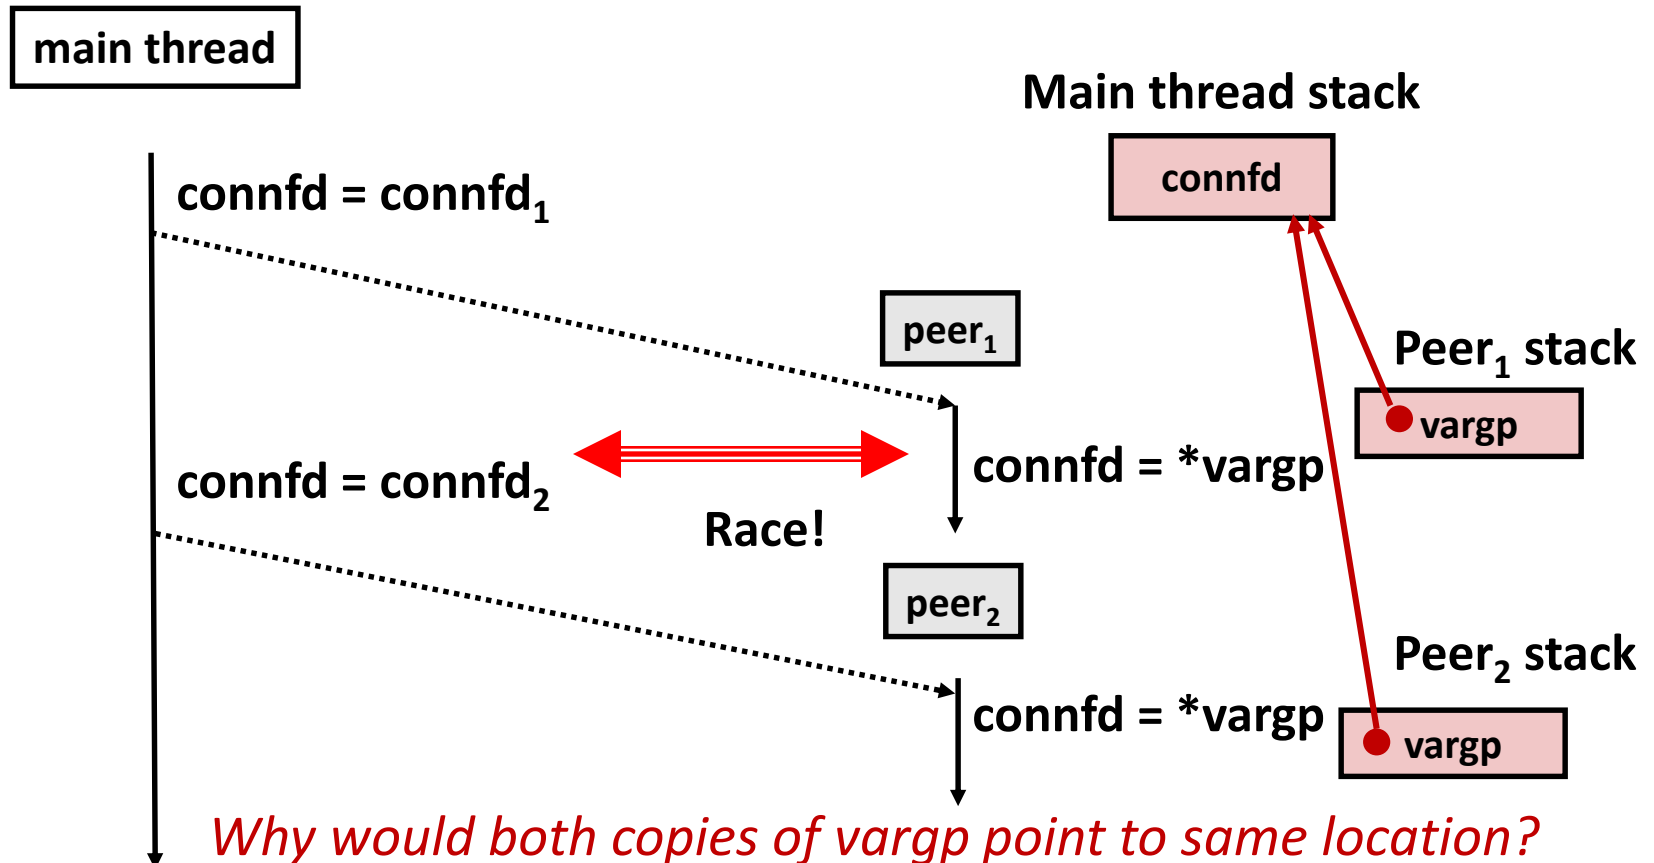 main thread
Main thread stack
connfd
connfd = connfd₁
peer₁
Peer₁ stack
vargp
connfd = *vargp
connfd = connfd₂
Race!
peer₂
Peer₂ stack
connfd = *vargp
vargp
Why would both copies of vargp point to same location?